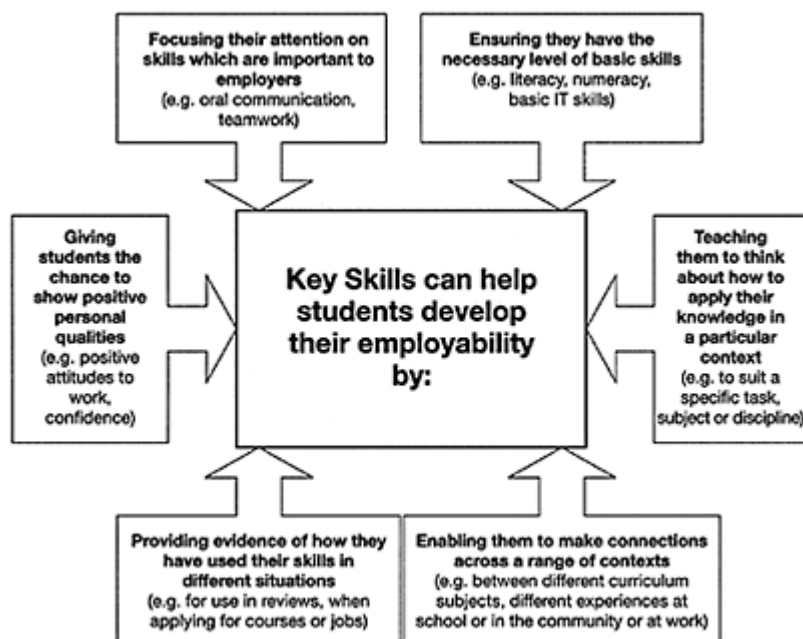 Focusing their attention on
skills which are important to
employers
(e.g. oral communication,
teamwork)
Ensuring they have the
necessary level of basic skills
(e.g. literacy, numeracy,
basic IT skills)
Giving
students the
chance to
show positive
personal
qualities
(e.g. positive
attitudes to
work,
confidence)
Key Skills can help
students develop
their employability
by:
Teaching
them to think
about how to
apply their
knowledge in
a particular
context
(e.g. to suit a
specific task,
subject or discipline)
Providing evidence of how they
have used their skills in
different situations
(e.g. for use in reviews, when
applying for courses or jobs)
Enabling them to make connections
across a range of contexts
(e.g. between different curriculum
subjects, different experiences at
school or in the community or at work)